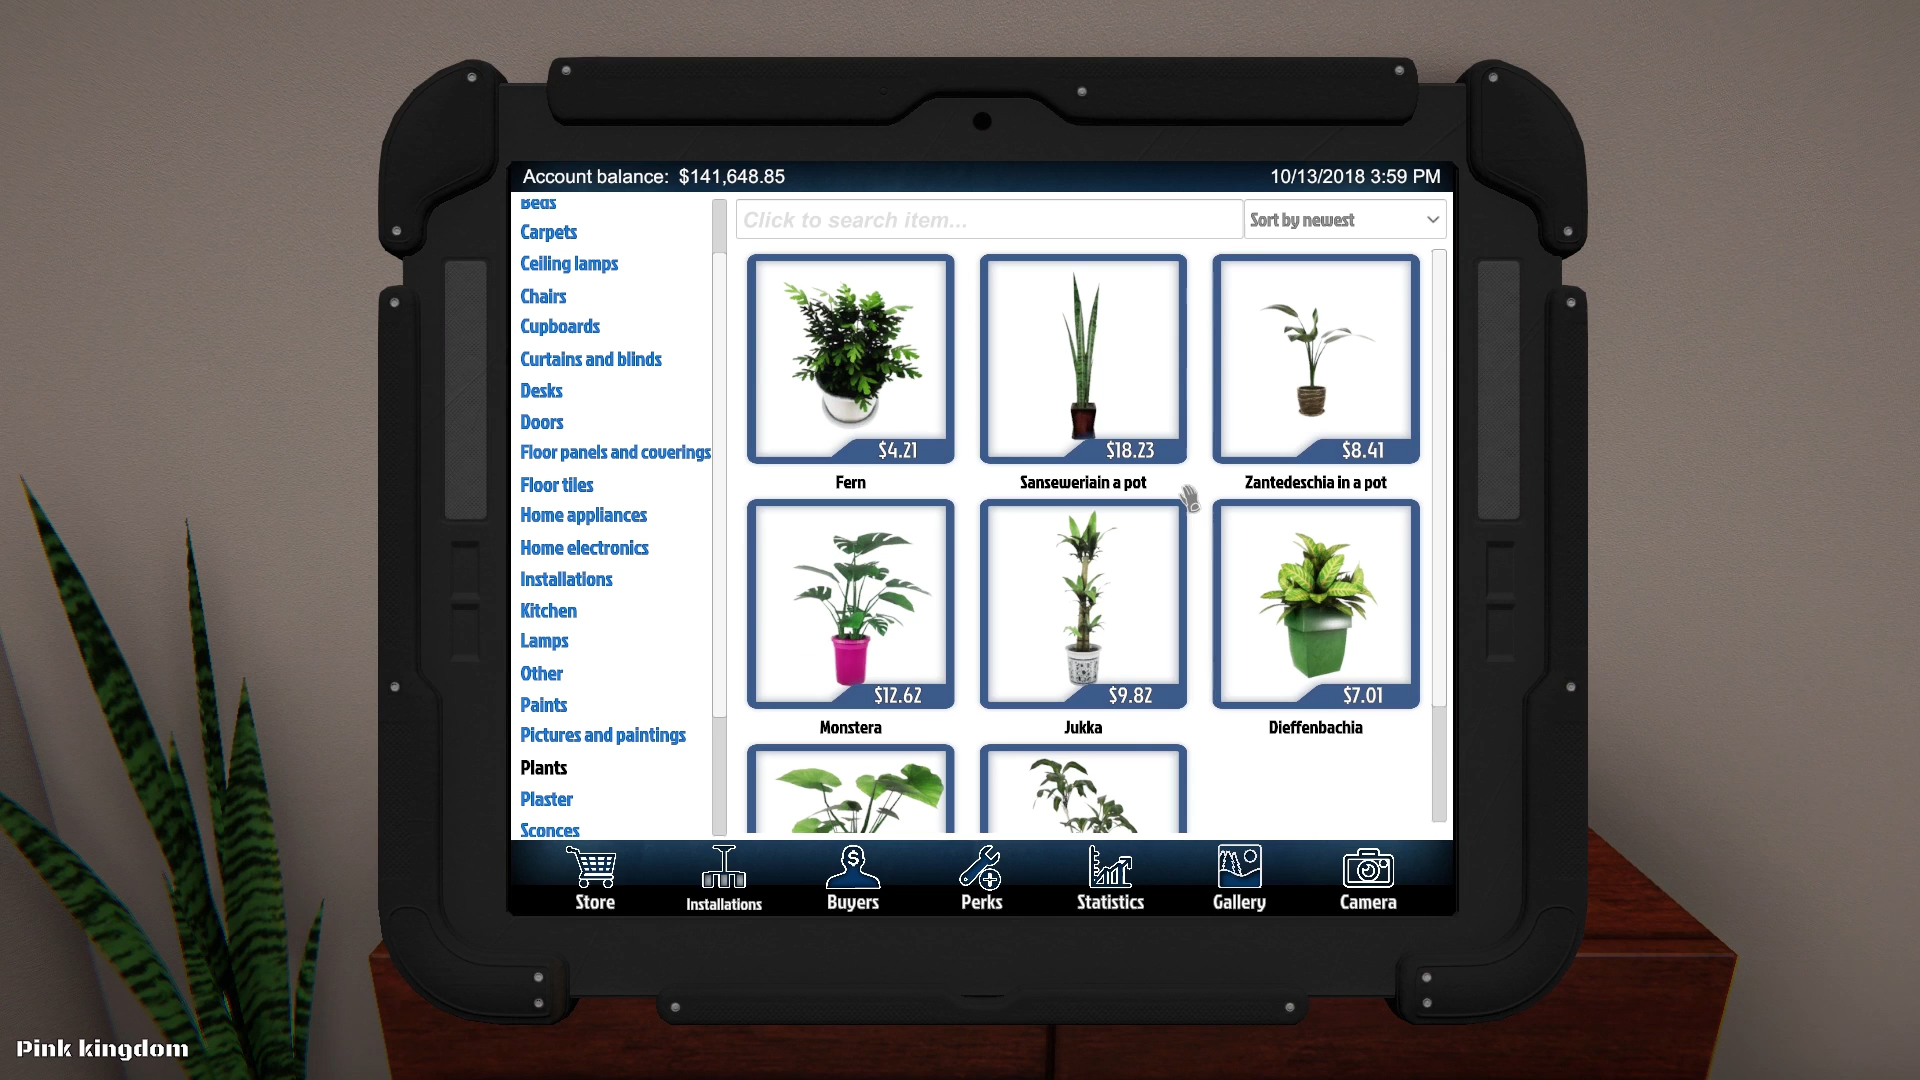 Account balance: $141,648.85
10/13/2018 3:59 PM
Beds
Carpets
Ceiling lamps
Chairs
Cupboards
Curtains and blinds
Desks
Doors
Floor panels and coverings
Floor tiles
Home appliances
Home electronics
Installations
Kitchen
Lamps
Other
Paints
Pictures and paintings
Plants
Plaster
Sconces
Click to search item...
Sort by newest
$4.21
$18.23
$8.41
Fern
Sanseweriain a pot
Zantedeschia in a pot
$12.62
$9.82
$7.01
Monstera
Jukka
Dieffenbachia
Store
Installations
Buyers
Perks
Statistics
Gallery
Camera
Pink kingdom